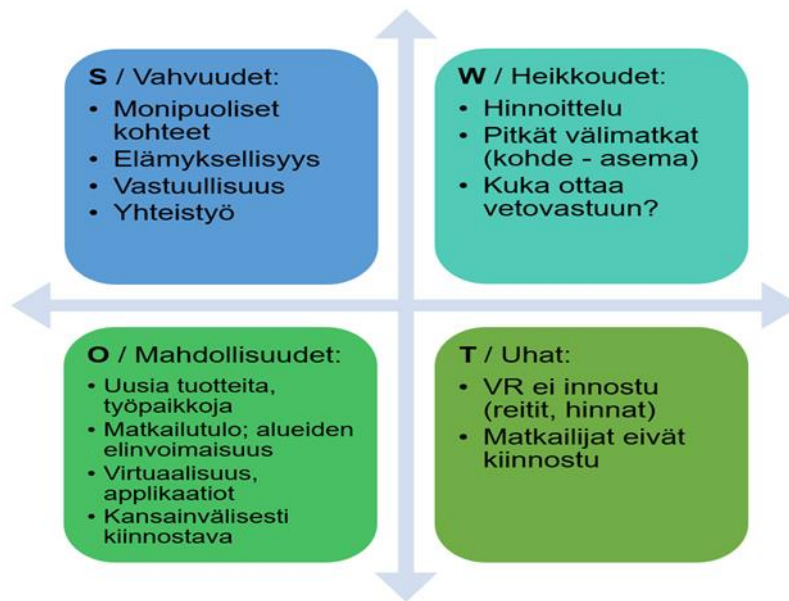 S / Vahvuudet:
• Monipuoliset
kohteet
• Elämyksellisyys
• Vastuullisuus
• Yhteistyö
W / Heikkoudet:
• Hinnoittelu
• Pitkät välimatkat
(kohde - asema)
• Kuka ottaa
vetovastuun?
O / Mahdollisuudet:
• Uusia tuotteita,
työpaikkoja
• Matkailutulo; alueiden
elinvoimaisuus
• Virtuaalisuus,
applikaatiot
• Kansainvälisesti
kiinnostava
T / Uhat:
• VR ei innostu
(reitit, hinnat)
• Matkailijat eivät
kiinnostu